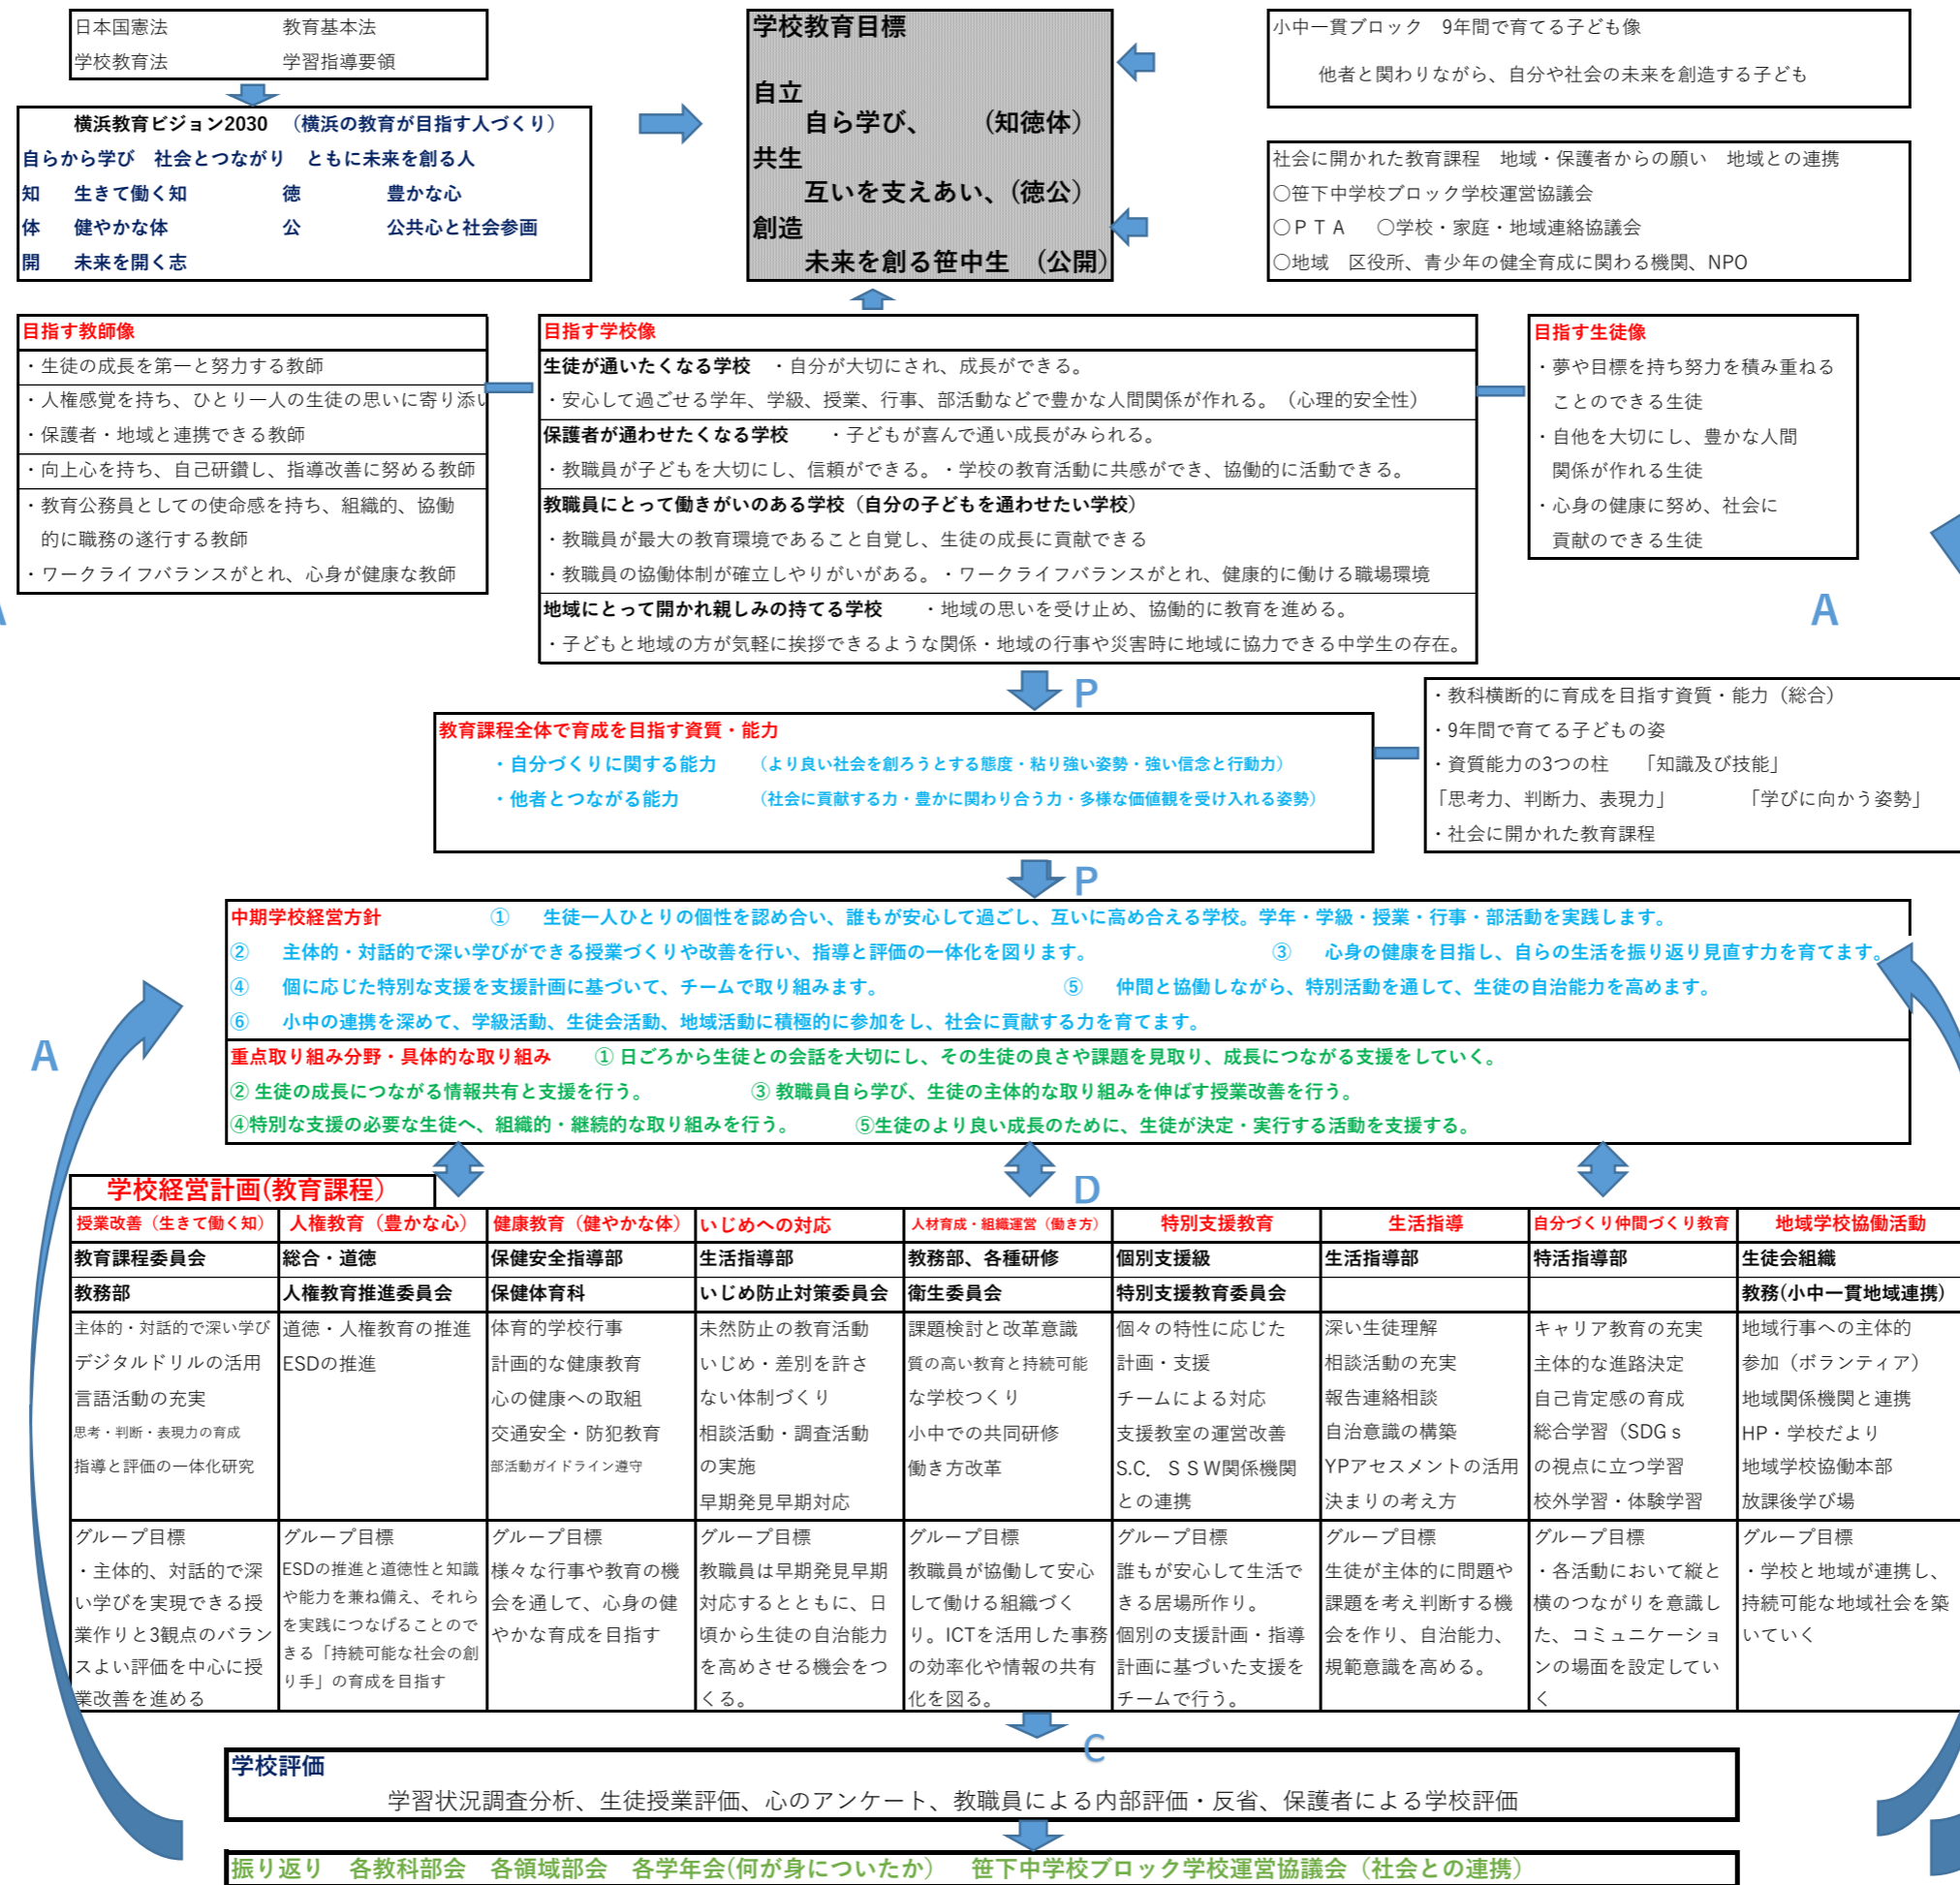 日本国憲法　教育基本法
学校教育法　学習指導要領
横浜教育ビジョン2030　（横浜の教育が目指す人づくり）
自らから学び　社会とつながり　ともに未来を創る人
知　生きて働く知　徳　豊かな心
体　健やかな体　公　公共心と社会参画
開　未来を開く志
学校教育目標
自立
自ら学び、　（知徳体）
共生
互いを支えあい、（徳公）
創造
未来を創る笹中生　（公開）
小中一貫ブロック　9年間で育てる子ども像
他者と関わりながら、自分や社会の未来を創造する子ども
社会に開かれた教育課程　地域・保護者からの願い　地域との連携
〇笹下中学校ブロック学校運営協議会
〇ＰＴＡ　〇学校・家庭・地域連絡協議会
〇地域　区役所、青少年の健全育成に関わる機関、NPO
目指す教師像
・生徒の成長を第一と努力する教師
・人権感覚を持ち、ひとり一人の生徒の思いに寄り添い
・保護者・地域と連携できる教師
・向上心を持ち、自己研鑽し、指導改善に努める教師
・教育公務員としての使命感を持ち、組織的、協働
的に職務の遂行する教師
・ワークライフバランスがとれ、心身が健康な教師
目指す学校像
生徒が通いたくなる学校　・自分が大切にされ、成長ができる。
・安心して過ごせる学年、学級、授業、行事、部活動などで豊かな人間関係が作れる。（心理的安全性）
保護者が通わせたくなる学校　・子どもが喜んで通い成長がみられる。
・教職員が子どもを大切にし、信頼ができる。・学校の教育活動に共感ができ、協働的に活動できる。
教職員にとって働きがいのある学校（自分の子どもを通わせたい学校）
・教職員が最大の教育環境であること自覚し、生徒の成長に貢献できる
・教職員の協働体制が確立しやりがいがある。・ワークライフバランスがとれ、健康的に働ける職場環境
地域にとって開かれ親しみの持てる学校　・地域の思いを受け止め、協働的に教育を進める。
・子どもと地域の方が気軽に挨拶できるような関係・地域の行事や災害時に地域に協力できる中学生の存在。
目指す生徒像
・夢や目標を持ち努力を積み重ねる
ことのできる生徒
・自他を大切にし、豊かな人間
関係が作れる生徒
・心身の健康に努め、社会に
貢献のできる生徒
A
P
教育課程全体で育成を目指す資質・能力
・自分づくりに関する能力　（より良い社会を創ろうとする態度・粘り強い姿勢・強い信念と行動力）
・他者とつながる能力　（社会に貢献する力・豊かに関わり合う力・多様な価値観を受け入れる姿勢）
・教科横断的に育成を目指す資質・能力（総合）
・9年間で育てる子どもの姿
・資質能力の3つの柱　「知識及び技能」
「思考力、判断力、表現力」　「学びに向かう姿勢」
・社会に開かれた教育課程
P
中期学校経営方針　①　生徒一人ひとりの個性を認め合い、誰もが安心して過ごし、互いに高め合える学校。学年・学級・授業・行事・部活動を実践します。
②　主体的・対話的で深い学びができる授業づくりや改善を行い、指導と評価の一体化を図ります。　③　心身の健康を目指し、自らの生活を振り返り見直す力を育てます。
④　個に応じた特別な支援を支援計画に基づいて、チームで取り組みます。　⑤　仲間と協働しながら、特別活動を通して、生徒の自治能力を高めます。
⑥　小中の連携を深めて、学級活動、生徒会活動、地域活動に積極的に参加をし、社会に貢献する力を育てます。
A
重点取り組み分野・具体的な取り組み　① 日ごろから生徒との会話を大切にし、その生徒の良さや課題を見取り、成長につながる支援をしていく。
② 生徒の成長につながる情報共有と支援を行う。　③ 教職員自ら学び、生徒の主体的な取り組みを伸ばす授業改善を行う。
④特別な支援の必要な生徒へ、組織的・継続的な取り組みを行う。　⑤生徒のより良い成長のために、生徒が決定・実行する活動を支援する。
D
学校経営計画(教育課程）
授業改善（生きて働く知）
教育課程委員会
教務部
主体的・対話的で深い学び
デジタルドリルの活用
言語活動の充実
思考・判断・表現力の育成
指導と評価の一体化研究
グループ目標
・主体的、対話的で深
い学びを実現できる授
業作りと3観点のバラン
スよい評価を中心に授
業改善を進める
人権教育（豊かな心）
総合・道徳
人権教育推進委員会
道徳・人権教育の推進
ESDの推進
グループ目標
ESDの推進と道徳性と知識
や能力を兼ね備え、それら
を実践につなげることので
きる「持続可能な社会の創
り手」の育成を目指す
健康教育（健やかな体）
保健安全指導部
保健体育科
体育的学校行事
計画的な健康教育
心の健康への取組
交通安全・防犯教育
部活動ガイドライン遵守
グループ目標
様々な行事や教育の機
会を通して、心身の健
やかな育成を目指す
いじめへの対応
生活指導部
いじめ防止対策委員会
未然防止の教育活動
いじめ・差別を許さ
ない体制づくり
相談活動・調査活動
の実施
早期発見早期対応
グループ目標
教職員は早期発見早期
対応するとともに、日
頃から生徒の自治能力
を高めさせる機会をつ
くる。
人材育成・組織運営（働き方）
教務部、各種研修
衛生委員会
課題検討と改革意識
質の高い教育と持続可能
な学校つくり
小中での共同研修
働き方改革
グループ目標
教職員が協働して安心
して働ける組織づく
り。ICTを活用した事務
の効率化や情報の共有
化を図る。
特別支援教育
個別支援級
特別支援教育委員会
個々の特性に応じた
計画・支援
チームによる対応
支援教室の運営改善
S.C.　ＳＳＷ関係機関
との連携
グループ目標
誰もが安心して生活で
きる居場所作り。
個別の支援計画・指導
計画に基づいた支援を
チームで行う。
生活指導
生活指導部
深い生徒理解
相談活動の充実
報告連絡相談
自治意識の構築
YPアセスメントの活用
決まりの考え方
グループ目標
生徒が主体的に問題や
課題を考え判断する機
会を作り、自治能力、
規範意識を高める。
自分づくり仲間づくり教育
特活指導部
キャリア教育の充実
主体的な進路決定
自己肯定感の育成
総合学習（SDGｓ
の視点に立つ学習
校外学習・体験学習
グループ目標
・各活動において縦と
横のつながりを意識し
た、コミュニケーショ
ンの場面を設定してい
く
地域学校協働活動
生徒会組織
教務(小中一貫地域連携)
地域行事への主体的
参加（ボランティア）
地域関係機関と連携
HP・学校だより
地域学校協働本部
放課後学び場
グループ目標
・学校と地域が連携し、
持続可能な地域社会を築
いていく
C
学校評価
学習状況調査分析、生徒授業評価、心のアンケート、教職員による内部評価・反省、保護者による学校評価
振り返り　各教科部会　各領域部会　各学年会(何が身についたか）　笹下中学校ブロック学校運営協議会（社会との連携）